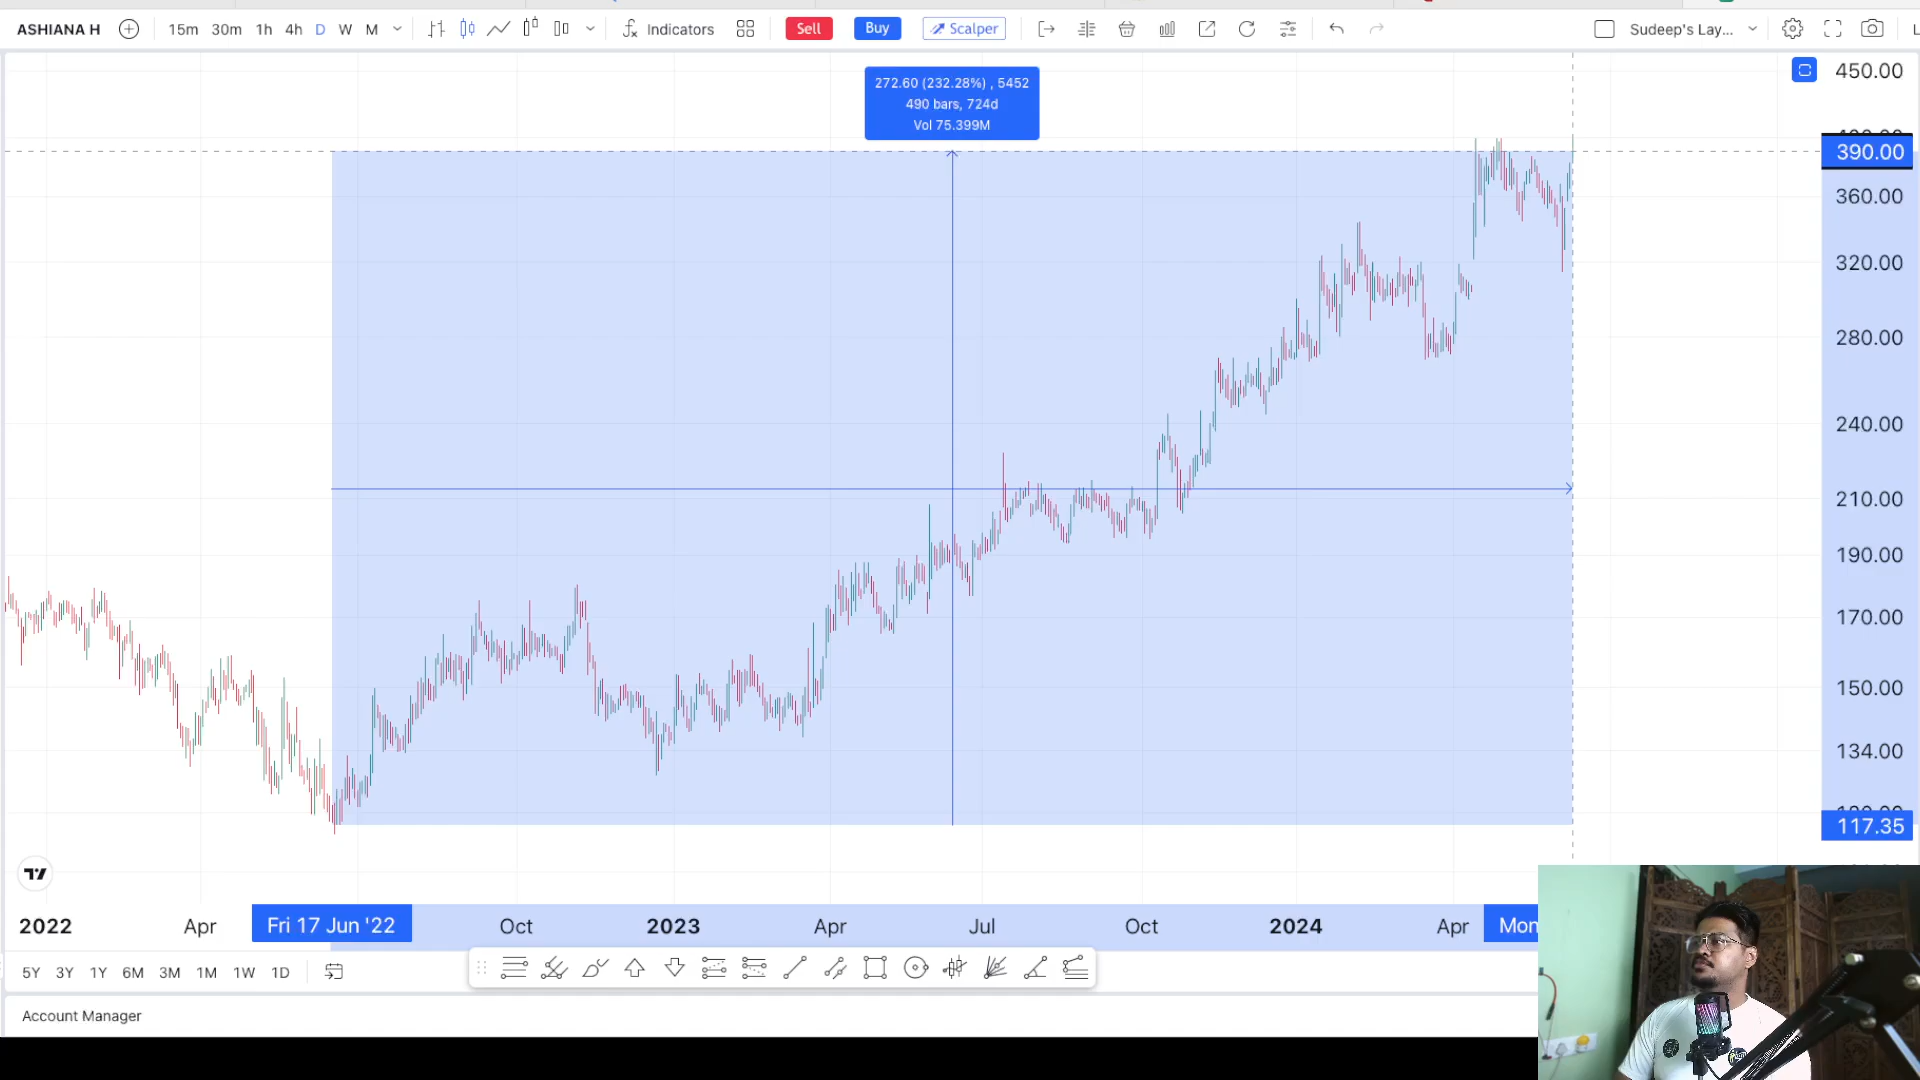 ASHIANA H 15m 30m 1h 4h D W M Indicators Sell Buy Scalper Sudeep's Lay...
272.60 (232.28%) , 5452
490 bars, 724d
Vol 75.399M
450.00
390.00
360.00
320.00
280.00
240.00
210.00
190.00
170.00
150.00
134.00
117.35
2022 Apr Fri 17 Jun '22 Oct 2023 Apr Jul Oct 2024 Apr Mon
5Y 3Y 1Y 6M 3M 1M 1W 1D
Account Manager